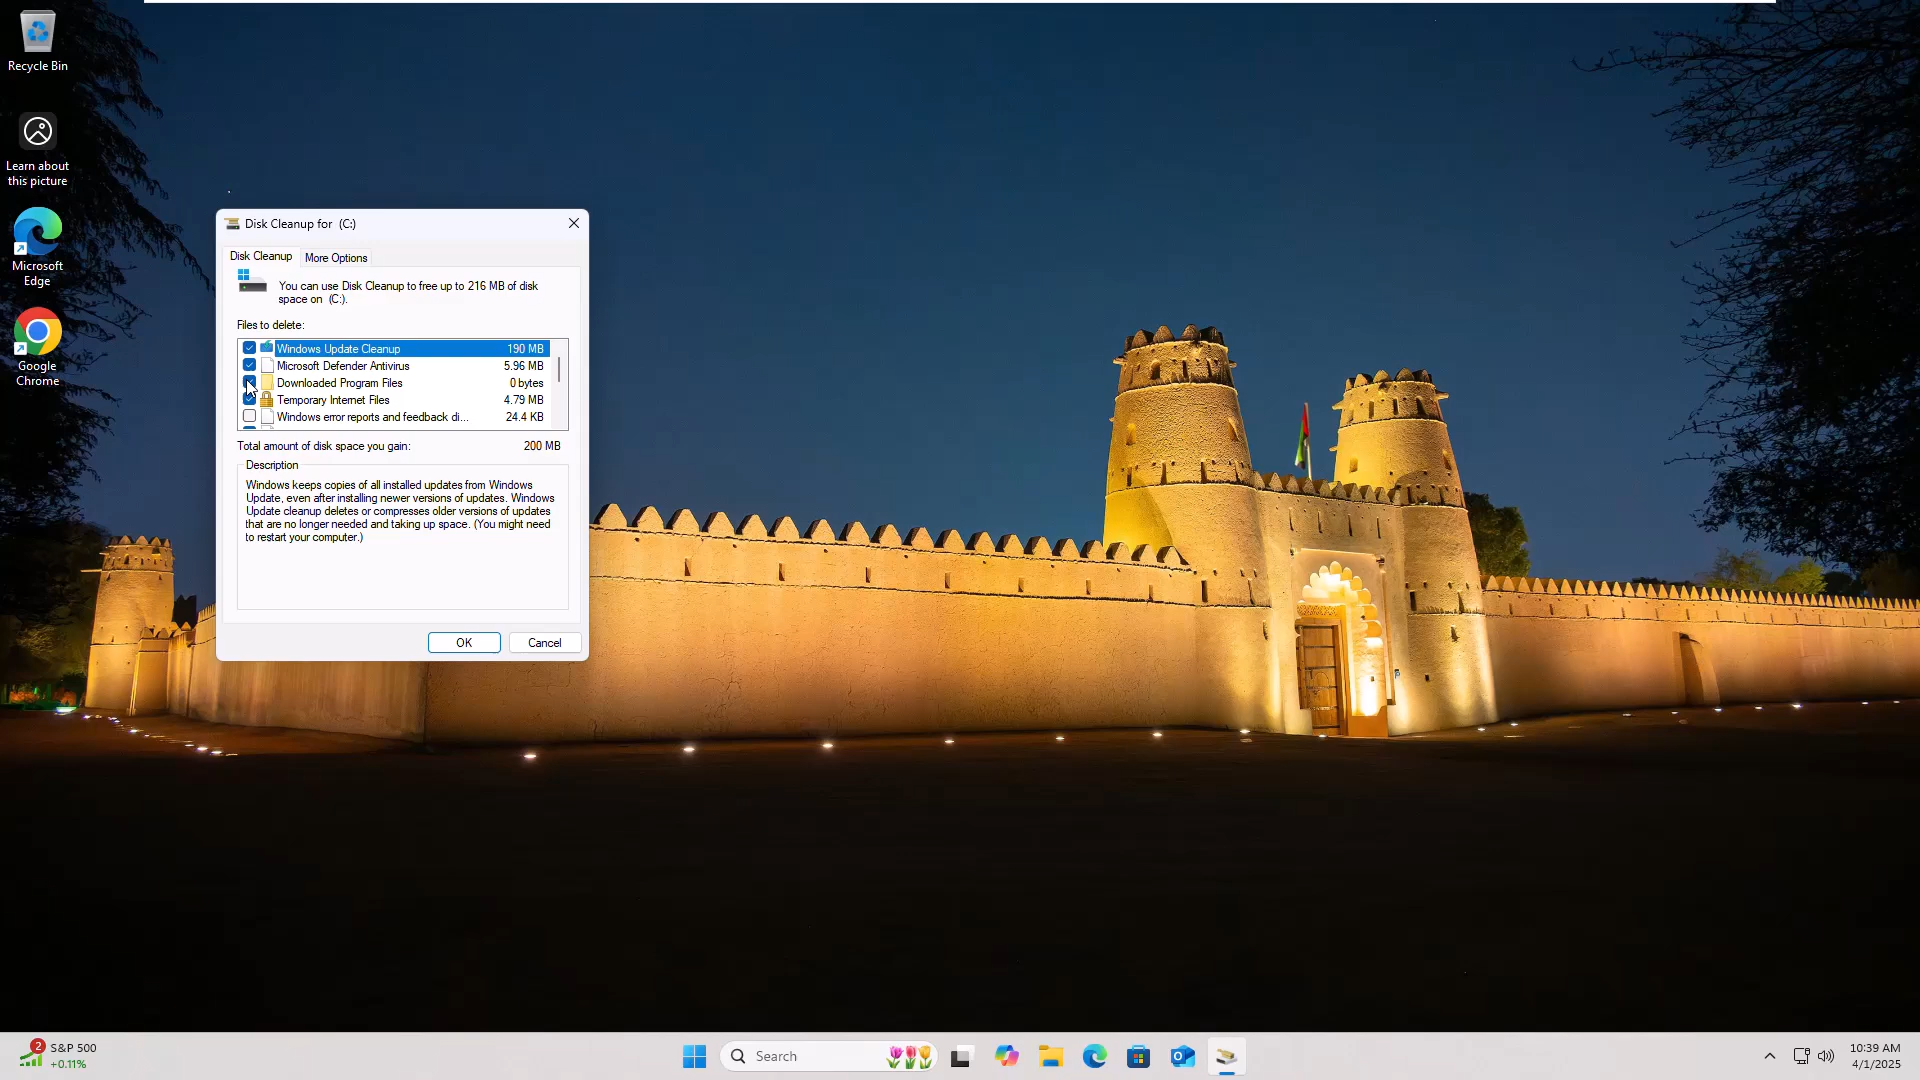 Recycle Bin
Learn about
this picture
Microsoft
Edge
Google
Chrome
Disk Cleanup for  (C:)
Disk Cleanup
More Options
You can use Disk Cleanup to free up to 216 MB of disk
space on  (C:).
Files to delete:
Windows Update Cleanup 190 MB
Microsoft Defender Antivirus 5.96 MB
Downloaded Program Files 0 bytes
Temporary Internet Files 4.79 MB
Windows error reports and feedback di... 24.4 KB
Total amount of disk space you gain: 200 MB
Description
Windows keeps copies of all installed updates from Windows
Update, even after installing newer versions of updates. Windows
Update cleanup deletes or compresses older versions of updates
that are no longer needed and taking up space. (You might need
to restart your computer.)
OK
Cancel
2
S&P 500
+0.11%
Search
10:39 AM
4/1/2025